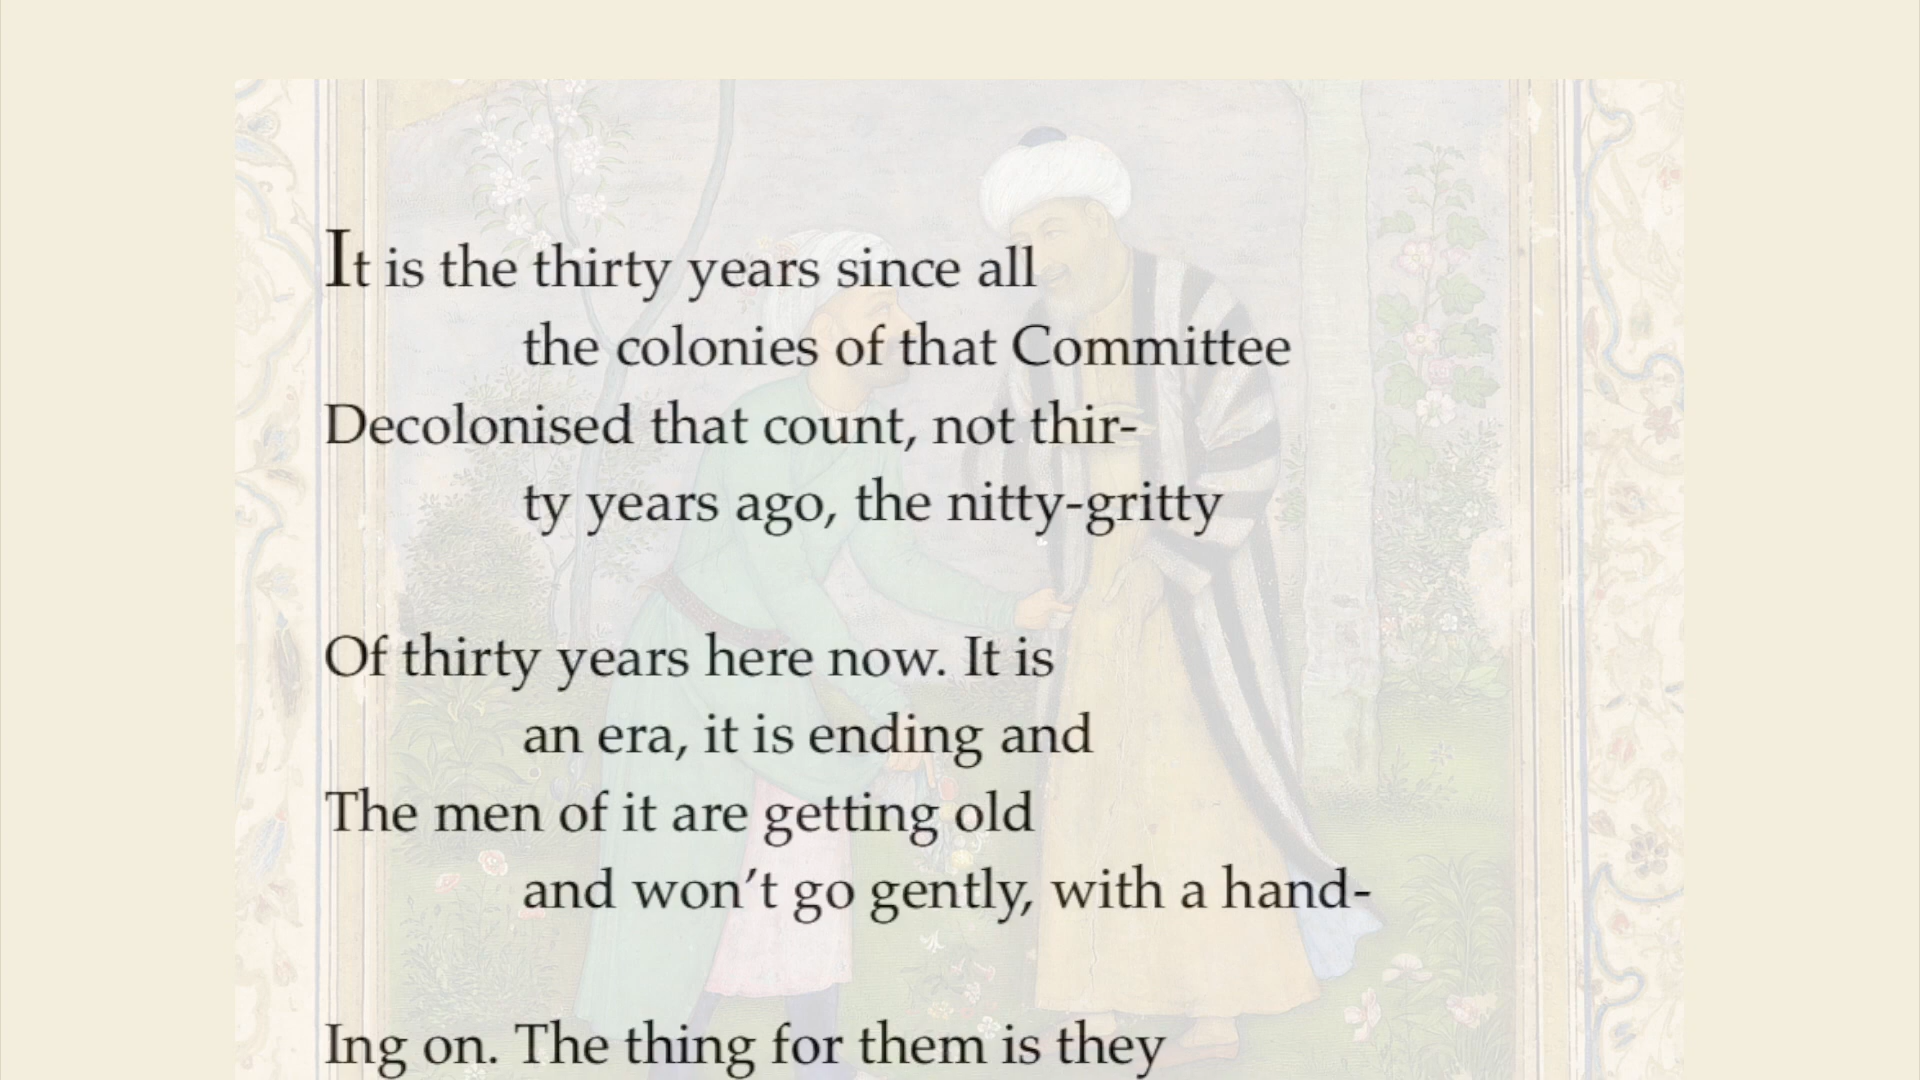 It is the thirty years since all
the colonies of that Committee
Decolonised that count, not thir-
ty years ago, the nitty-gritty
Of thirty years here now. It is
an era, it is ending and
The men of it are getting old
and won’t go gently, with a hand-
Ing on. The thing for them is they